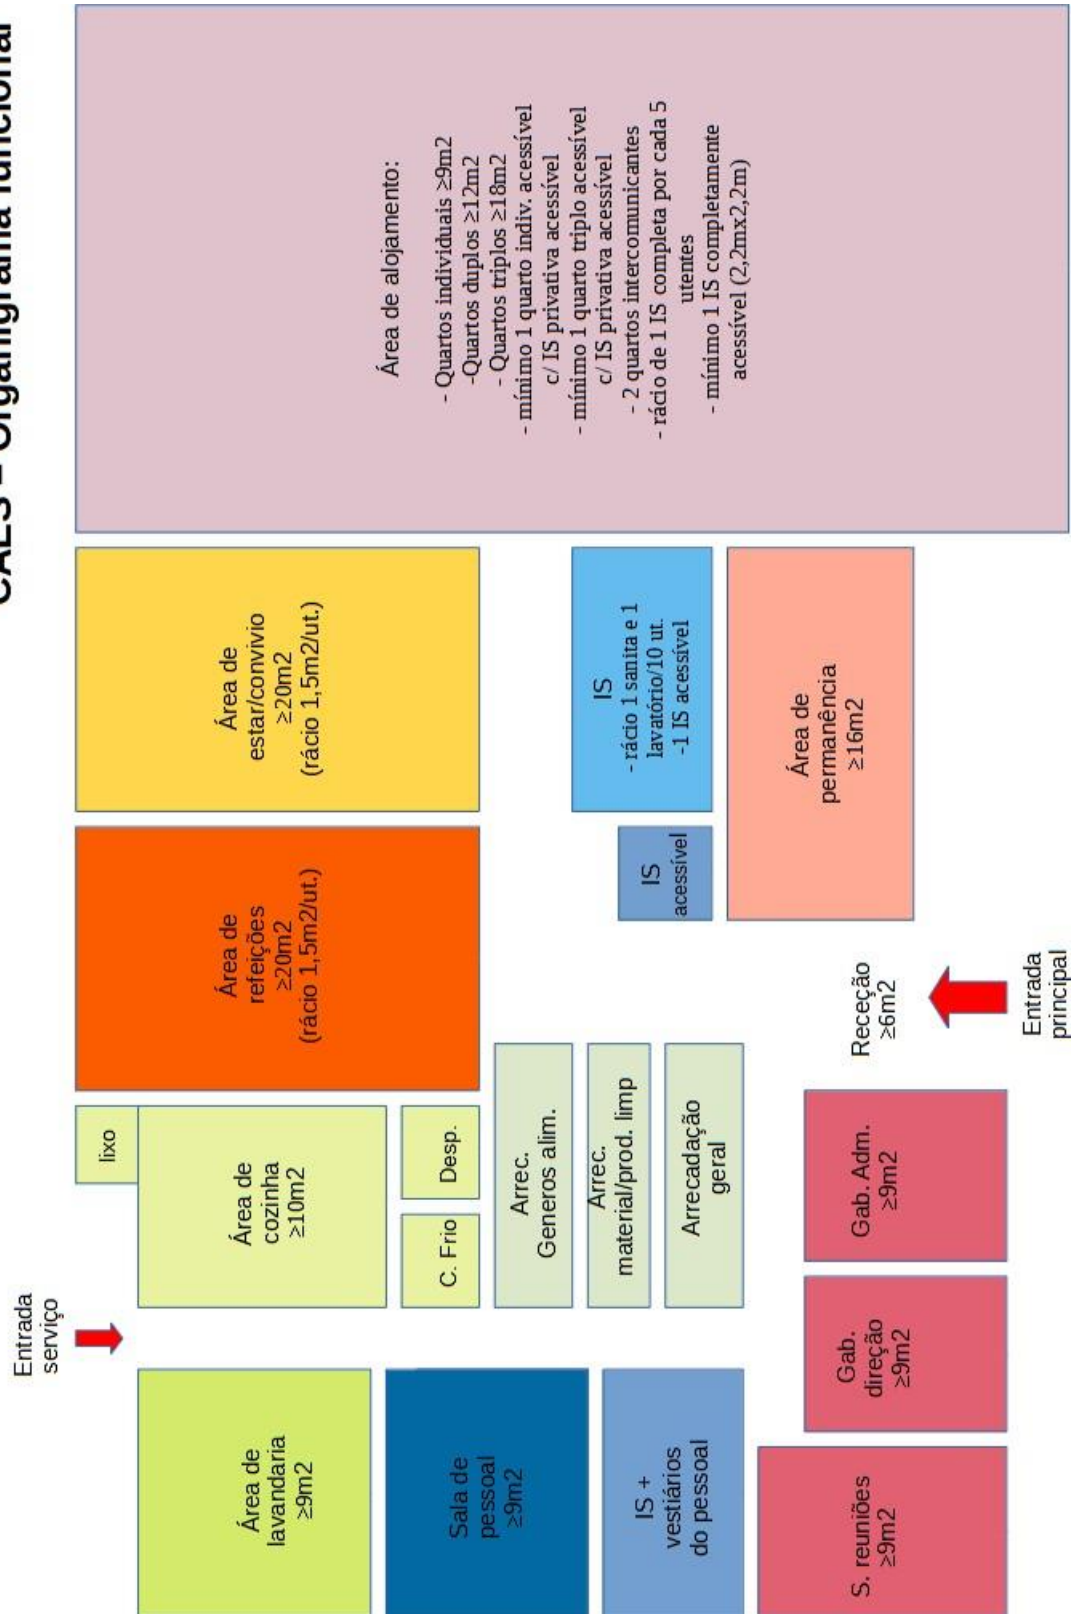 CAES – Organigrama funcional
Entrada
serviço
lixo
Área de
lavandaria
≥9m2
Área de
cozinha
≥10m2
Área de
refeições
≥20m2
(rácio 1,5m2/ut.)
Área de
estar/convivio
≥20m2
(rácio 1,5m2/ut.)
Área de alojamento:
- Quartos individuais ≥9m2
-Quartos duplos ≥12m2
- Quartos triplos ≥18m2
- mínimo 1 quarto indiv. acessível
c/ IS privativa acessível
- mínimo 1 quarto triplo acessível
c/ IS privativa acessível
- 2 quartos intercomunicantes
- rácio de 1 IS completa por cada 5
utentes
- mínimo 1 IS completamente
acessível (2,2mx2,2m)
C. Frio
Desp.
Sala de
pessoal
≥9m2
Arrec.
Generos alim.
Arrec.
material/prod. limp
Arrecadação
geral
IS +
vestiários
do pessoal
IS
acessível
IS
- rácio 1 sanita e 1
lavatório/10 ut.
-1 IS acessível
S. reuniões
≥9m2
Gab.
direção
≥9m2
Gab. Adm.
≥9m2
Receção
≥6m2
Área de
permanência
≥16m2
Entrada
principal